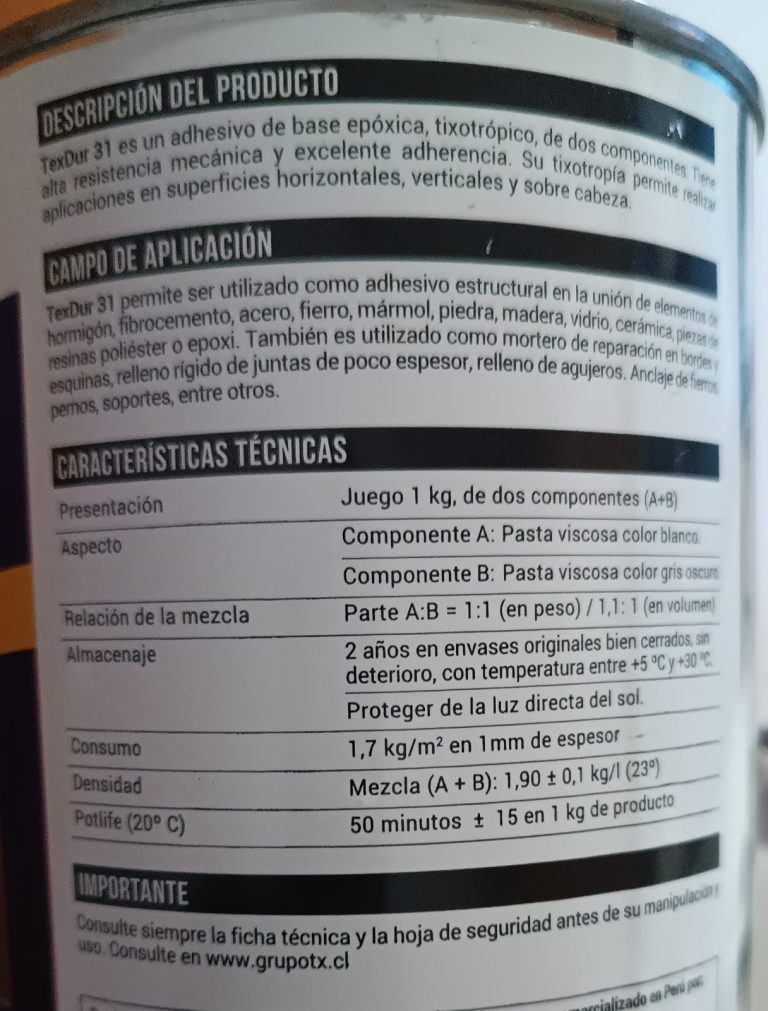 DESCRIPCIÓN DEL PRODUCTO
TexDur 31 es un adhesivo de base epóxica, tixotrópico, de dos componentes. Tiene
alta resistencia mecánica y excelente adherencia. Su tixotropía permite realizar
aplicaciones en superficies horizontales, verticales y sobre cabeza.
CAMPO DE APLICACIÓN
TexDur 31 permite ser utilizado como adhesivo estructural en la unión de elementos de
hormigón, fibrocemento, acero, fierro, mármol, piedra, madera, vidrio, cerámica, piezas de
resinas poliéster o epoxi. También es utilizado como mortero de reparación en bordes y
esquinas, relleno rígido de juntas de poco espesor, relleno de agujeros. Anclaje de fierros,
pernos, soportes, entre otros.
CARACTERÍSTICAS TÉCNICAS
Presentación Juego 1 kg, de dos componentes (A+B)
Aspecto Componente A: Pasta viscosa color blanco.
Componente B: Pasta viscosa color gris oscuro
Relación de la mezcla Parte A:B = 1:1 (en peso) / 1,1: 1 (en volumen)
Almacenaje 2 años en envases originales bien cerrados, sin
deterioro, con temperatura entre +5 ºC y +30 ºC.
Proteger de la luz directa del sol.
Consumo 1,7 kg/m² en 1mm de espesor
Densidad Mezcla (A + B): 1,90 ± 0,1 kg/l (23º)
Potlife (20º C) 50 minutos ± 15 en 1 kg de producto
IMPORTANTE
Consulte siempre la ficha técnica y la hoja de seguridad antes de su manipulación y
uso. Consulte en www.grupotx.cl
en Perú por: